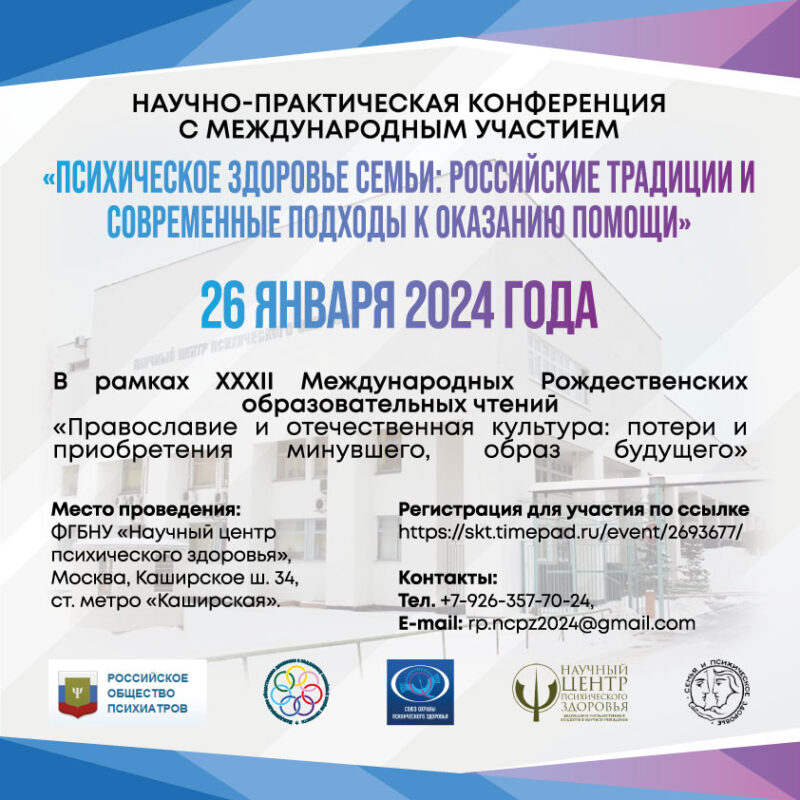 НАУЧНО-ПРАКТИЧЕСКАЯ КОНФЕРЕНЦИЯ
С МЕЖДУНАРОДНЫМ УЧАСТИЕМ
«ПСИХИЧЕСКОЕ ЗДОРОВЬЕ СЕМЬИ: РОССИЙСКИЕ ТРАДИЦИИ И
СОВРЕМЕННЫЕ ПОДХОДЫ К ОКАЗАНИЮ ПОМОЩИ»
26 ЯНВАРЯ 2024 ГОДА
В рамках XXXII Международных Рождественских
образовательных чтений
«Православие и отечественная культура: потери и
приобретения минувшего, образ будущего»
Место проведения:
ФГБНУ «Научный центр
психического здоровья»,
Москва, Каширское ш. 34,
ст. метро «Каширская».
Регистрация для участия по ссылке
https://skt.timepad.ru/event/2693677/
Контакты:
Тел. +7-926-357-70-24,
E-mail: rp.ncpz2024@gmail.com
РОССИЙСКОЕ
ОБЩЕСТВО
ПСИХИАТРОВ
СОЮЗ ОХРАНЫ
ПСИХИЧЕСКОГО ЗДОРОВЬЯ
НАУЧНЫЙ
ЦЕНТР
ПСИХИЧЕСКОГО
ЗДОРОВЬЯ
СЕМЬЯ И ПСИХИЧЕСКОЕ ЗДОРОВЬЕ